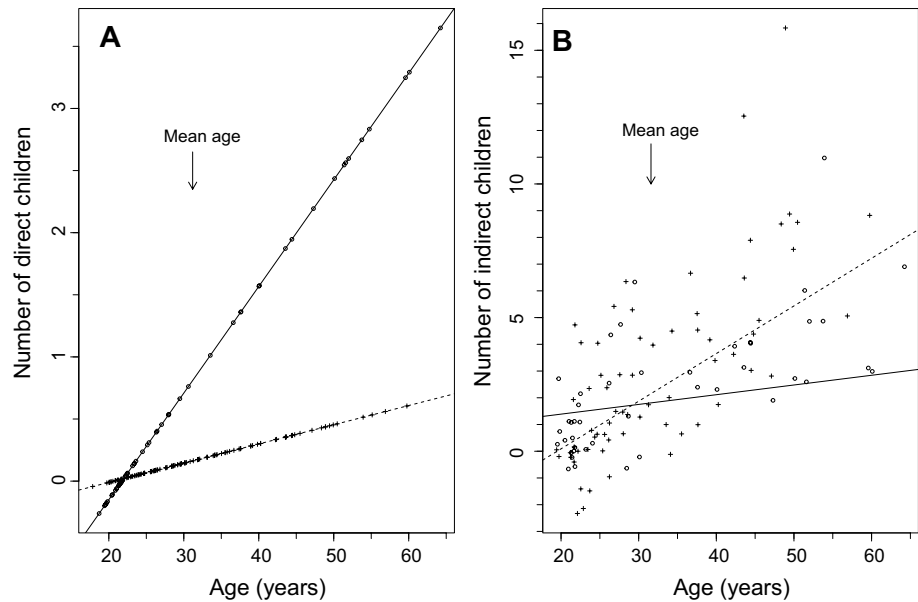 A
Number of direct children
3
2
1
0
Mean age
20 30 40 50 60
Age (years)
B
Number of indirect children
15
10
5
0
Mean age
20 30 40 50 60
Age (years)